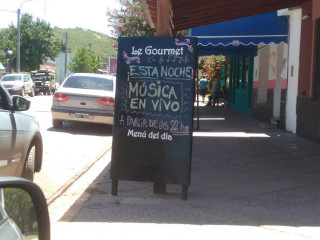 Le Gourmet
ESTA NOCHE
MÚSICA
EN VIVO
A PARTIR DE LAS 22 hs
Menú del día